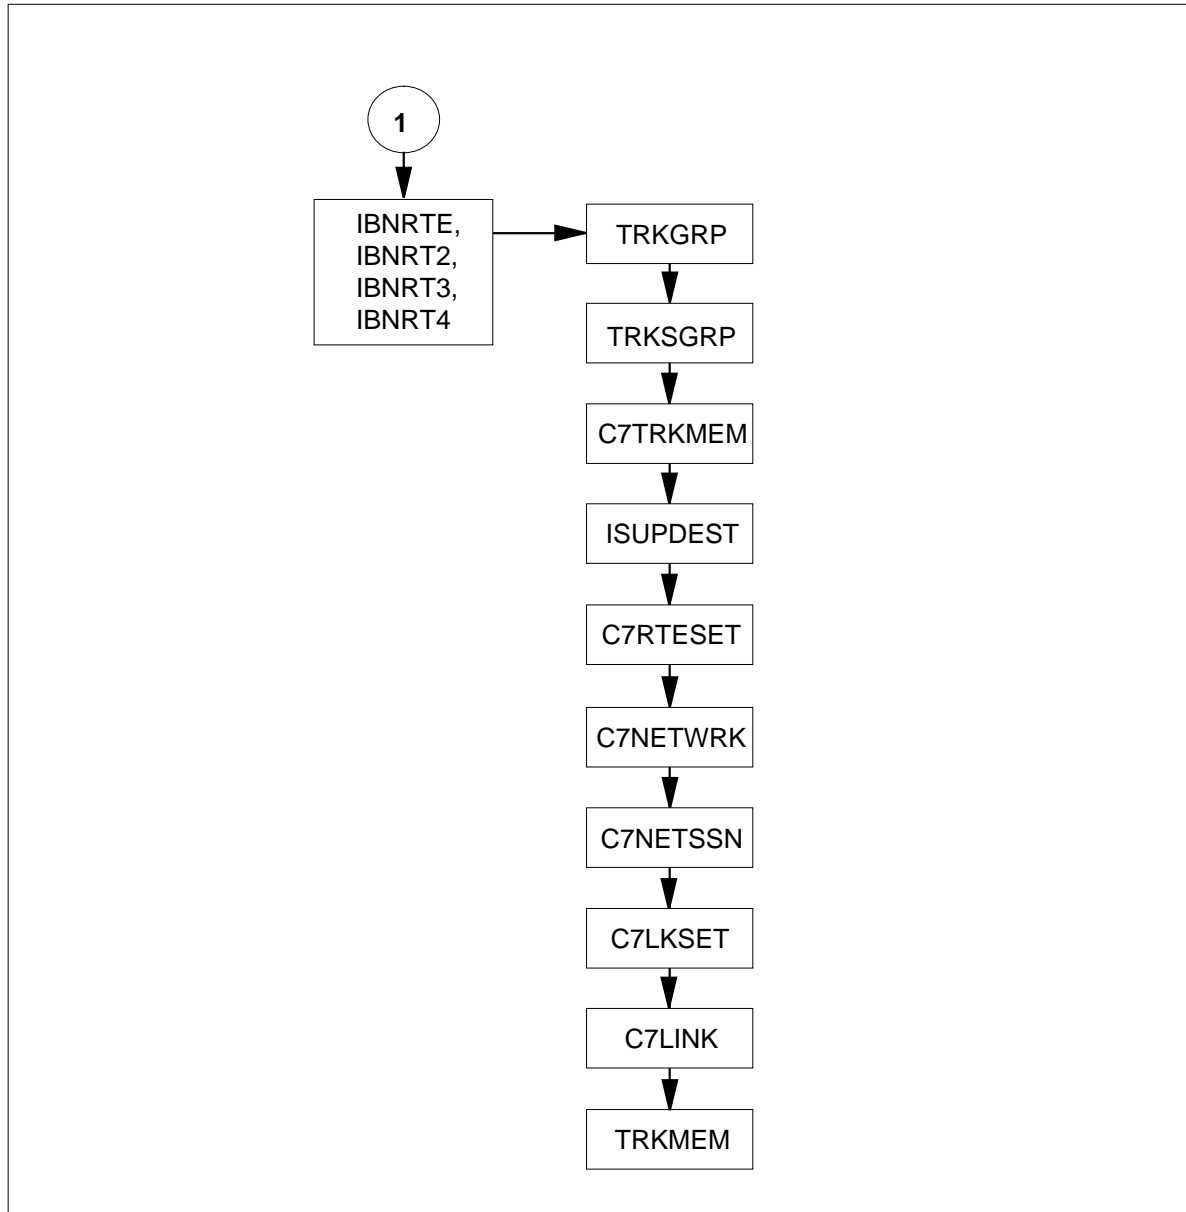 1
IBNRTE,
IBNRT2,
IBNRT3,
IBNRT4
TRKGRP
TRKSGRP
C7TRKMEM
ISUPDEST
C7RTESET
C7NETWRK
C7NETSSN
C7LKSET
C7LINK
TRKMEM